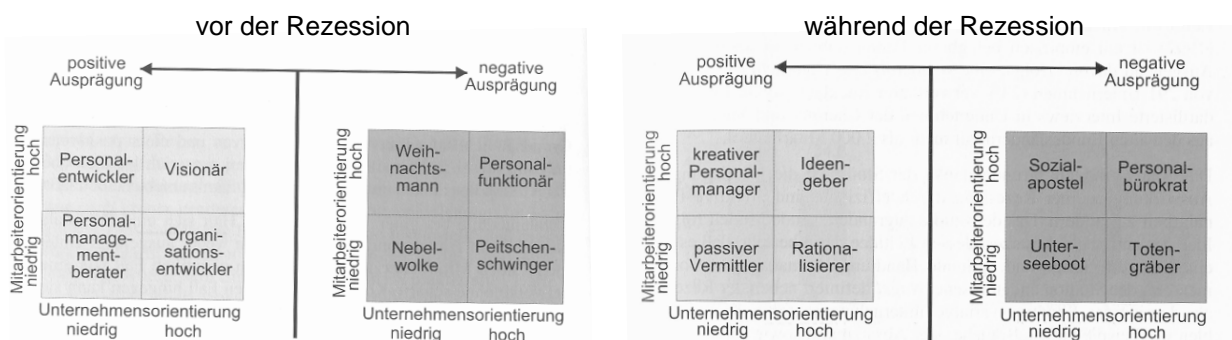 vor der Rezession
positive
Ausprägung
negative
Ausprägung
Mitarbeiterorientierung
hoch
niedrig
Personal-
entwickler
Visionär
Personal-
manage-
ment-
berater
Organi-
sations-
entwickler
Unternehmensorientierung
niedrig
hoch
Mitarbeiterorientierung
hoch
niedrig
Weih-
nachts-
mann
Personal-
funktionär
Nebel-
wolke
Peitschen-
schwinger
Unternehmensorientierung
niedrig
hoch
während der Rezession
positive
Ausprägung
negative
Ausprägung
Mitarbeiterorientierung
hoch
niedrig
kreativer
Personal-
manager
Ideen-
geber
passiver
Vermittler
Rationa-
lisierer
Unternehmensorientierung
niedrig
hoch
Mitarbeiterorientierung
hoch
niedrig
Sozial-
apostel
Personal-
bürokrat
Unter-
seeboot
Toten-
gräber
Unternehmensorientierung
niedrig
hoch